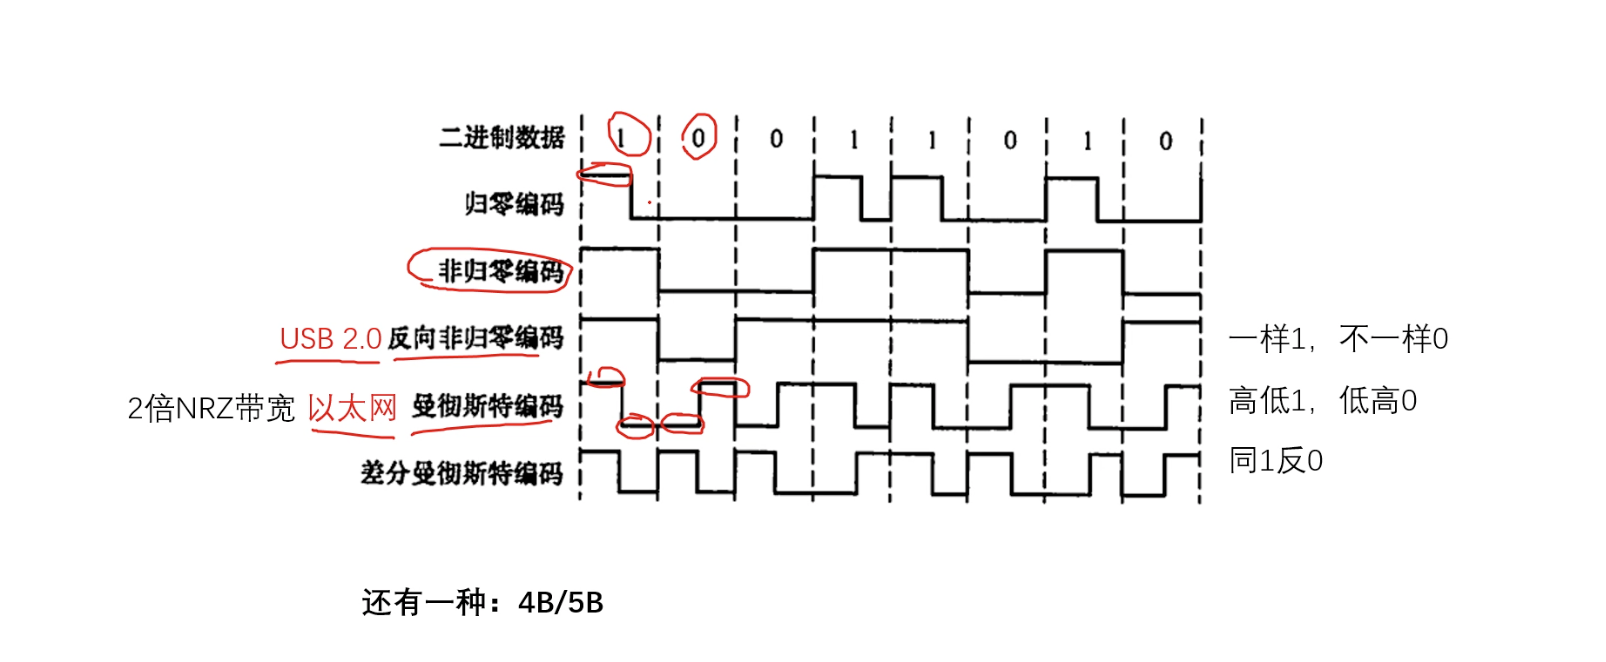 二进制数据 1 0 0 1 1 0 1 0
归零编码
非归零编码
USB 2.0 反向非归零编码 一样1，不一样0
2倍NRZ带宽 以太网 曼彻斯特编码 高低1，低高0
差分曼彻斯特编码 同1反0
还有一种：4B/5B